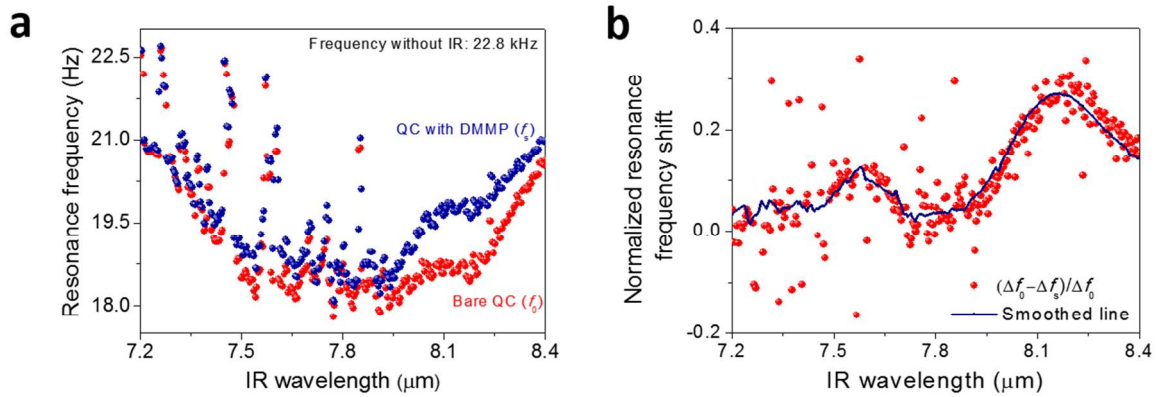 a
Frequency without IR: 22.8 kHz
22.5
21.0
19.5
18.0
Resonance frequency (Hz)
QC with DMMP (fs)
Bare QC (f0)
7.2 7.5 7.8 8.1 8.4
IR wavelength (μm)
b
0.4
0.2
0.0
-0.2
Normalized resonance
frequency shift
(Δf0−Δfs)/Δf0
Smoothed line
7.2 7.5 7.8 8.1 8.4
IR wavelength (μm)